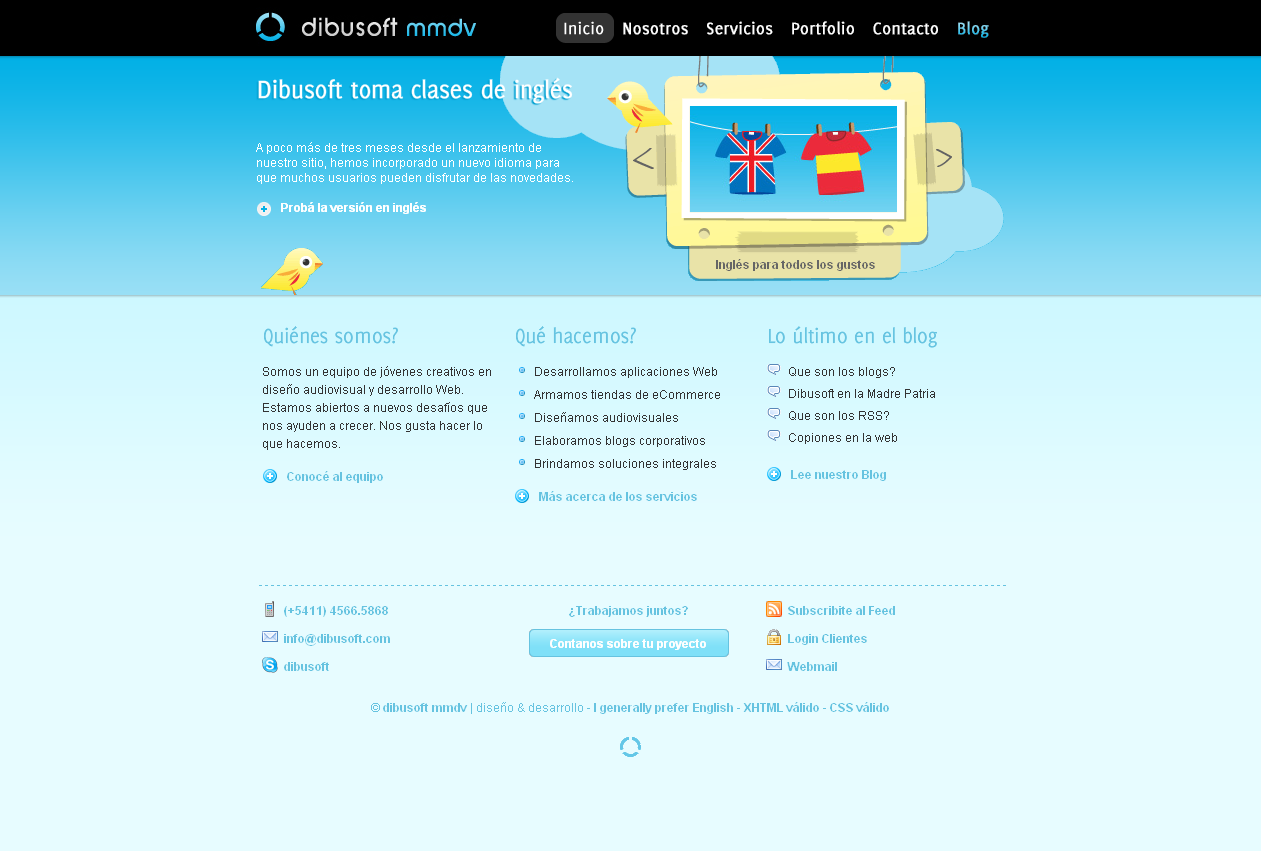 dibusoft mmdv
Inicio
Nosotros
Servicios
Portfolio
Contacto
Blog
Dibusoft toma clases de inglés
A poco más de tres meses desde el lanzamiento de
nuestro sitio, hemos incorporado un nuevo idioma para
que muchos usuarios pueden disfrutar de las novedades.
Probá la versión en inglés
<
>
Inglés para todos los gustos
Quiénes somos?
Somos un equipo de jóvenes creativos en
diseño audiovisual y desarrollo Web.
Estamos abiertos a nuevos desafíos que
nos ayuden a crecer. Nos gusta hacer lo
que hacemos.
Conocé al equipo
Qué hacemos?
Desarrollamos aplicaciones Web
Armamos tiendas de eCommerce
Diseñamos audiovisuales
Elaboramos blogs corporativos
Brindamos soluciones integrales
Más acerca de los servicios
Lo último en el blog
Que son los blogs?
Dibusoft en la Madre Patria
Que son los RSS?
Copiones en la web
Lee nuestro Blog
(+5411) 4566.5868
info@dibusoft.com
dibusoft
¿Trabajamos juntos?
Contanos sobre tu proyecto
Subscribite al Feed
Login Clientes
Webmail
© dibusoft mmdv | diseño & desarrollo - I generally prefer English - XHTML válido - CSS válido